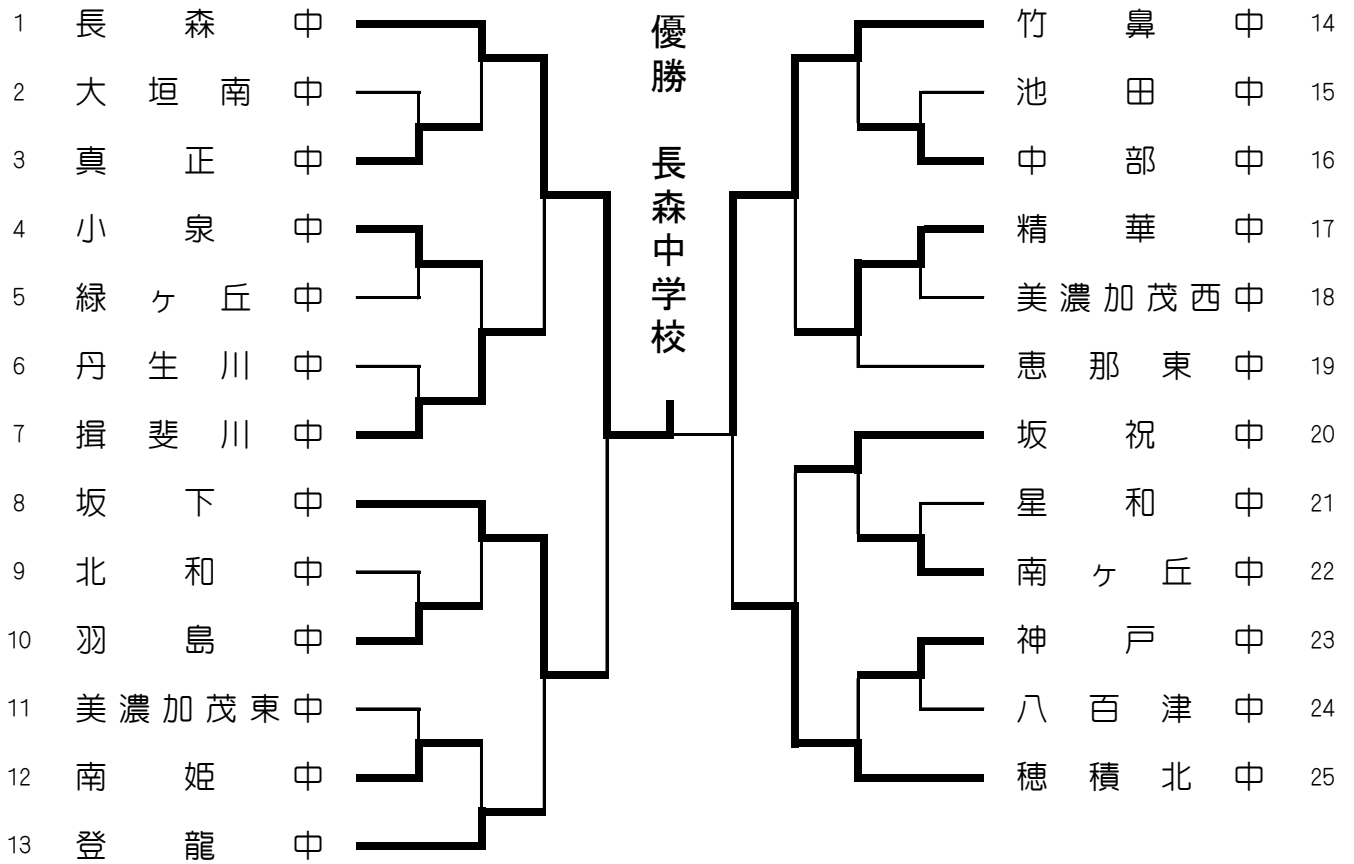 優勝 長森中学校
1 長森中
2 大垣南中
3 真正中
4 小泉中
5 緑ヶ丘中
6 丹生川中
7 揖斐川中
8 坂下中
9 北和中
10 羽島中
11 美濃加茂東中
12 南姫中
13 登龍中
竹鼻中 14
池田中 15
中部中 16
精華中 17
美濃加茂西中 18
恵那東中 19
坂祝中 20
星和中 21
南ヶ丘中 22
神戸中 23
八百津中 24
穂積北中 25